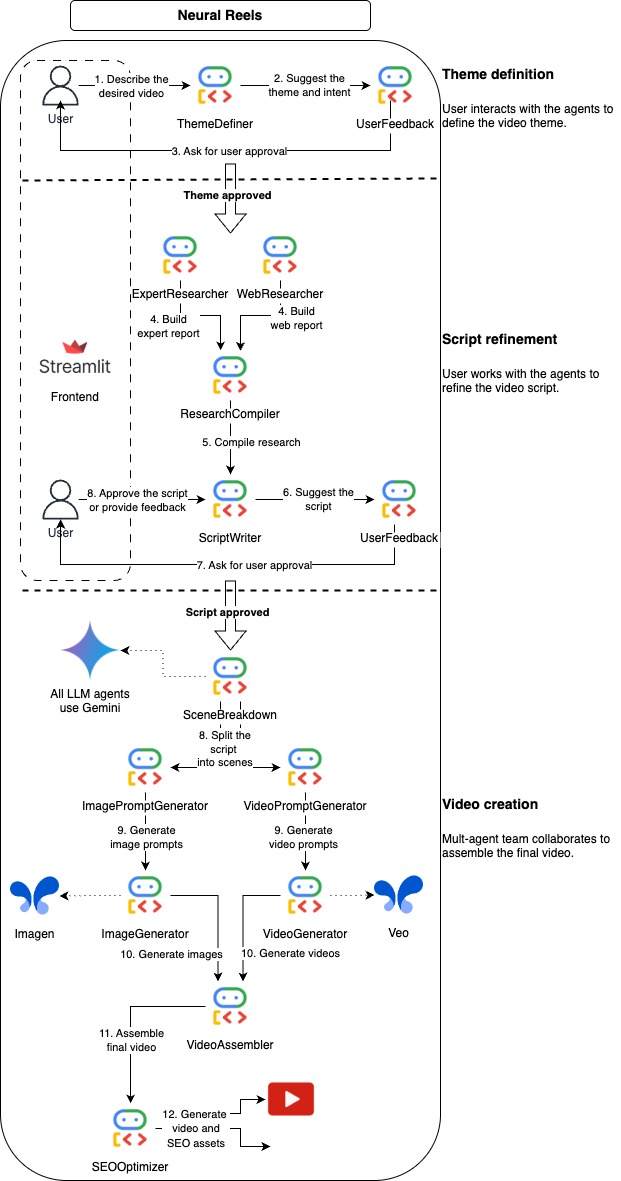 Neural Reels
Theme definition
User interacts with the agents to
define the video theme.
1. Describe the
desired video
2. Suggest the
theme and intent
User
ThemeDefiner
UserFeedback
3. Ask for user approval
Theme approved
ExpertResearcher
WebResearcher
4. Build
expert report
4. Build
web report
Script refinement
User works with the agents to
refine the video script.
Streamlit
Frontend
ResearchCompiler
5. Compile research
8. Approve the script
or provide feedback
6. Suggest the
script
User
ScriptWriter
UserFeedback
7. Ask for user approval
Script approved
All LLM agents
use Gemini
SceneBreakdown
8. Split the
script
into scenes
ImagePromptGenerator
VideoPromptGenerator
Video creation
Mult-agent team collaborates to
assemble the final video.
9. Generate
image prompts
9. Generate
video prompts
Imagen
ImageGenerator
VideoGenerator
Veo
10. Generate images
10. Generate videos
VideoAssembler
11. Assemble
final video
12. Generate
video and
SEO assets
SEOOptimizer